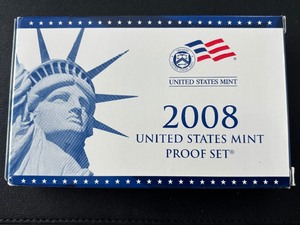 UNITED STATES MINT
2008
UNITED STATES MINT
PROOF SET®